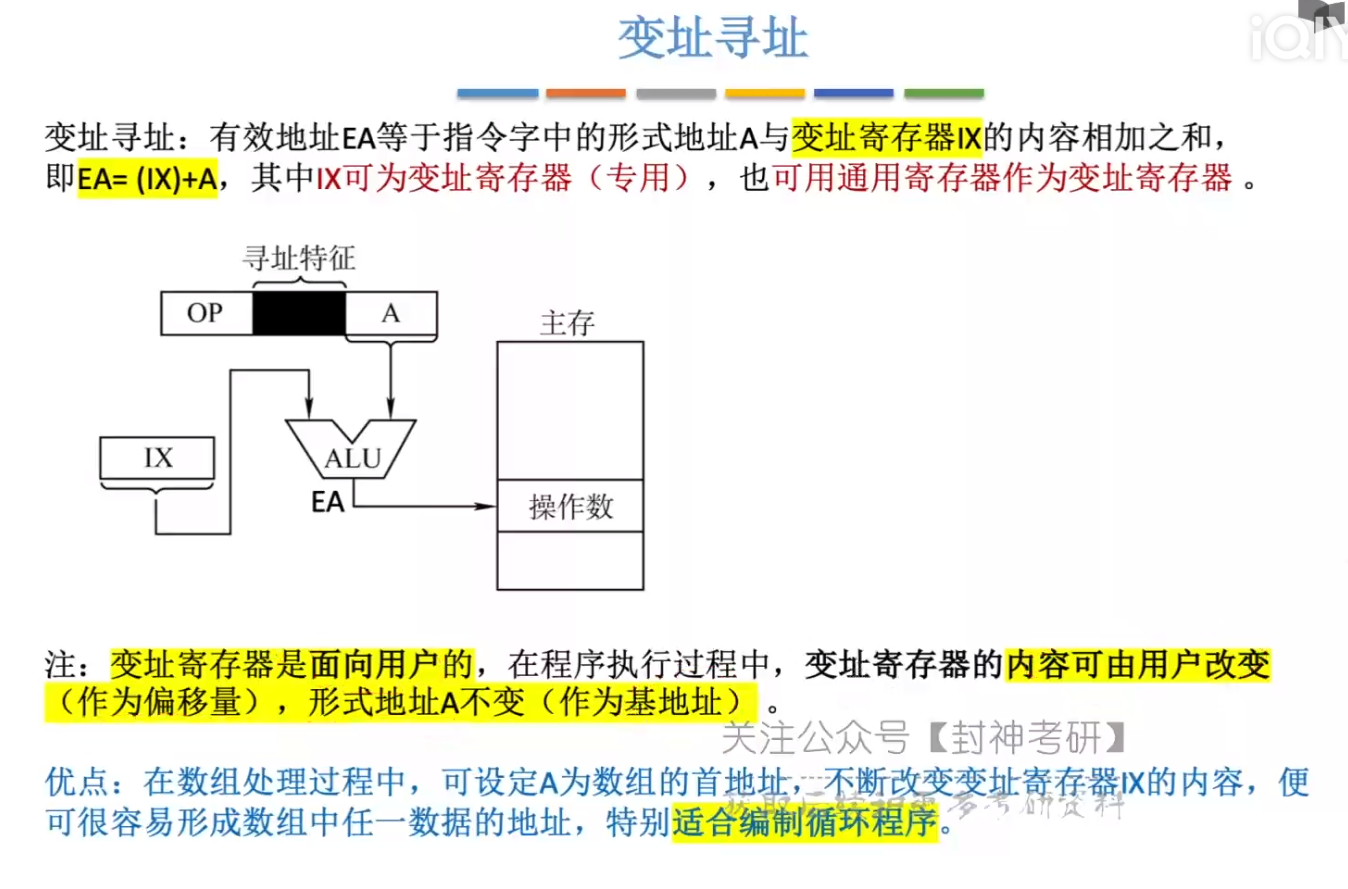 iQIY
变址寻址
变址寻址：有效地址EA等于指令字中的形式地址A与变址寄存器IX的内容相加之和，
即EA= (IX)+A，其中IX可为变址寄存器（专用），也可用通用寄存器作为变址寄存器 。
寻址特征
OP
A
主存
IX
ALU
EA
操作数
注：变址寄存器是面向用户的，在程序执行过程中，变址寄存器的内容可由用户改变
（作为偏移量），形式地址A不变（作为基地址） 。
关注公众号【封神考研】
优点：在数组处理过程中，可设定A为数组的首地址，不断改变变址寄存器IX的内容，便
可很容易形成数组中任一数据的地址，特别适合编制循环程序。
考研资料